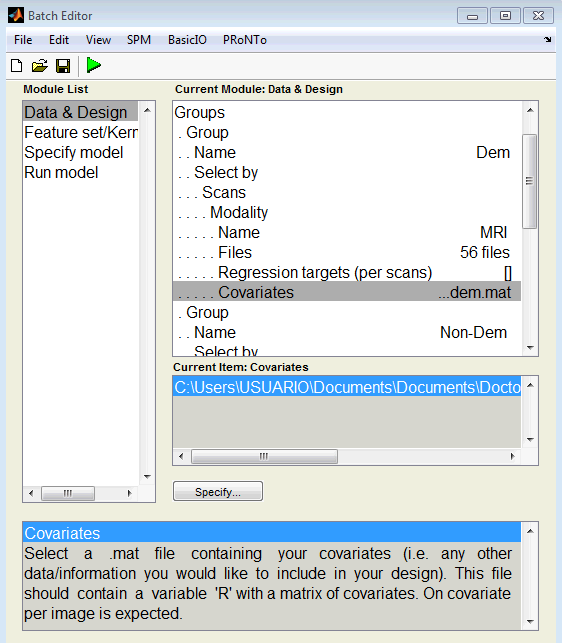 Batch Editor
File Edit View SPM BasicIO PRoNTo
Module List
Data & Design
Feature set/Kerr
Specify model
Run model
Current Module: Data & Design
Groups
. Group
. . Name Dem
. . Select by
. . . Scans
. . . . Modality
. . . . . Name MRI
. . . . . Files 56 files
. . . . . Regression targets (per scans) []
. . . . . Covariates ...dem.mat
. Group
. . Name Non-Dem
Select by
Current Item: Covariates
C:\Users\USUARIO\Documents\Documents\Docto
Specify...
Covariates
Select a .mat file containing your covariates (i.e. any other
data/information you would like to include in your design). This file
should contain a variable 'R' with a matrix of covariates. On covariate
per image is expected.